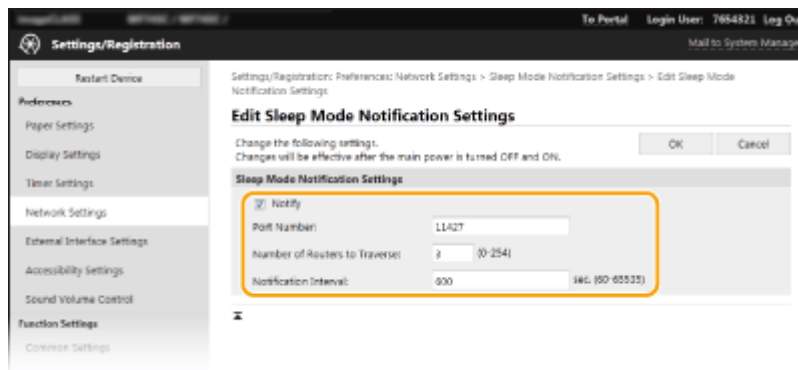 To Portal Login User: 7654321 Log Ou
Settings/Registration
Mail to System Manage
Restart Device
Preferences
Paper Settings
Display Settings
Timer Settings
Network Settings
External Interface Settings
Accessibility Settings
Sound Volume Control
Function Settings
Common Settings
Settings/Registration: Preferences: Network Settings > Sleep Mode Notification Settings > Edit Sleep Mode
Notification Settings
Edit Sleep Mode Notification Settings
Change the following settings.
Changes will be effective after the main power is turned OFF and ON.
OK Cancel
Sleep Mode Notification Settings
Notify
Port Number: 11427
Number of Routers to Traverse: 3 (0-254)
Notification Interval: 600 sec. (60-65535)